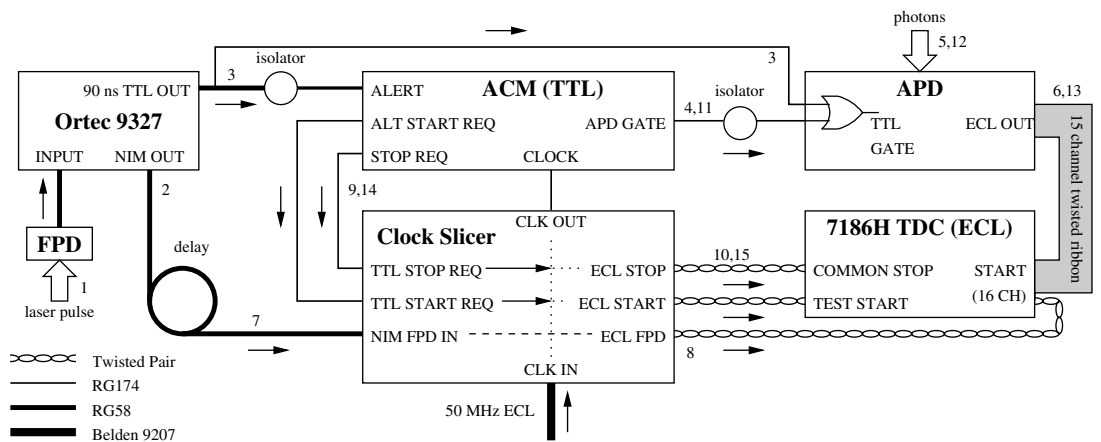 photons
5,12
3
isolator
3
90 ns TTL OUT
Ortec 9327
INPUT
NIM OUT
ALERT
ACM (TTL)
ALT START REQ
APD GATE
STOP REQ
CLOCK
4,11
isolator
APD
TTL
GATE
ECL OUT
6,13
15 channel twisted ribbon
2
9,14
FPD
1
laser pulse
delay
CLK OUT
Clock Slicer
TTL STOP REQ
ECL STOP
TTL START REQ
ECL START
NIM FPD IN
ECL FPD
CLK IN
10,15
7186H TDC (ECL)
COMMON STOP
START
(16 CH)
TEST START
7
8
50 MHz ECL
Twisted Pair
RG174
RG58
Belden 9207